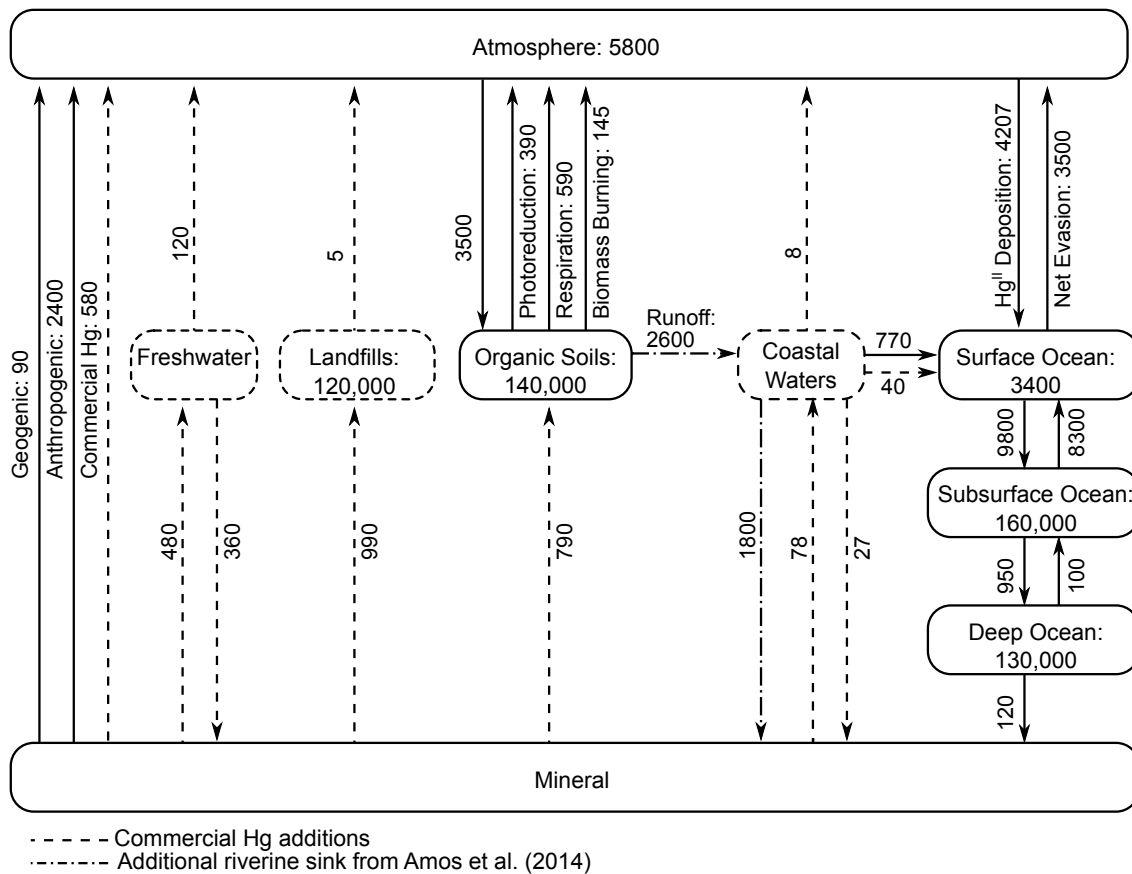 Atmosphere: 5800
Geogenic: 90
Anthropogenic: 2400
Commercial Hg: 580
120
5
3500
Photoreduction: 390
Respiration: 590
Biomass Burning: 145
8
Hg^II Deposition: 4207
Net Evasion: 3500
Freshwater
Landfills:
120,000
Organic Soils:
140,000
Runoff:
2600
Coastal
Waters
770
40
Surface Ocean:
3400
9800
8300
Subsurface Ocean:
160,000
480
360
990
790
1800
78
27
950
100
Deep Ocean:
130,000
120
Mineral
Commercial Hg additions
Additional riverine sink from Amos et al. (2014)